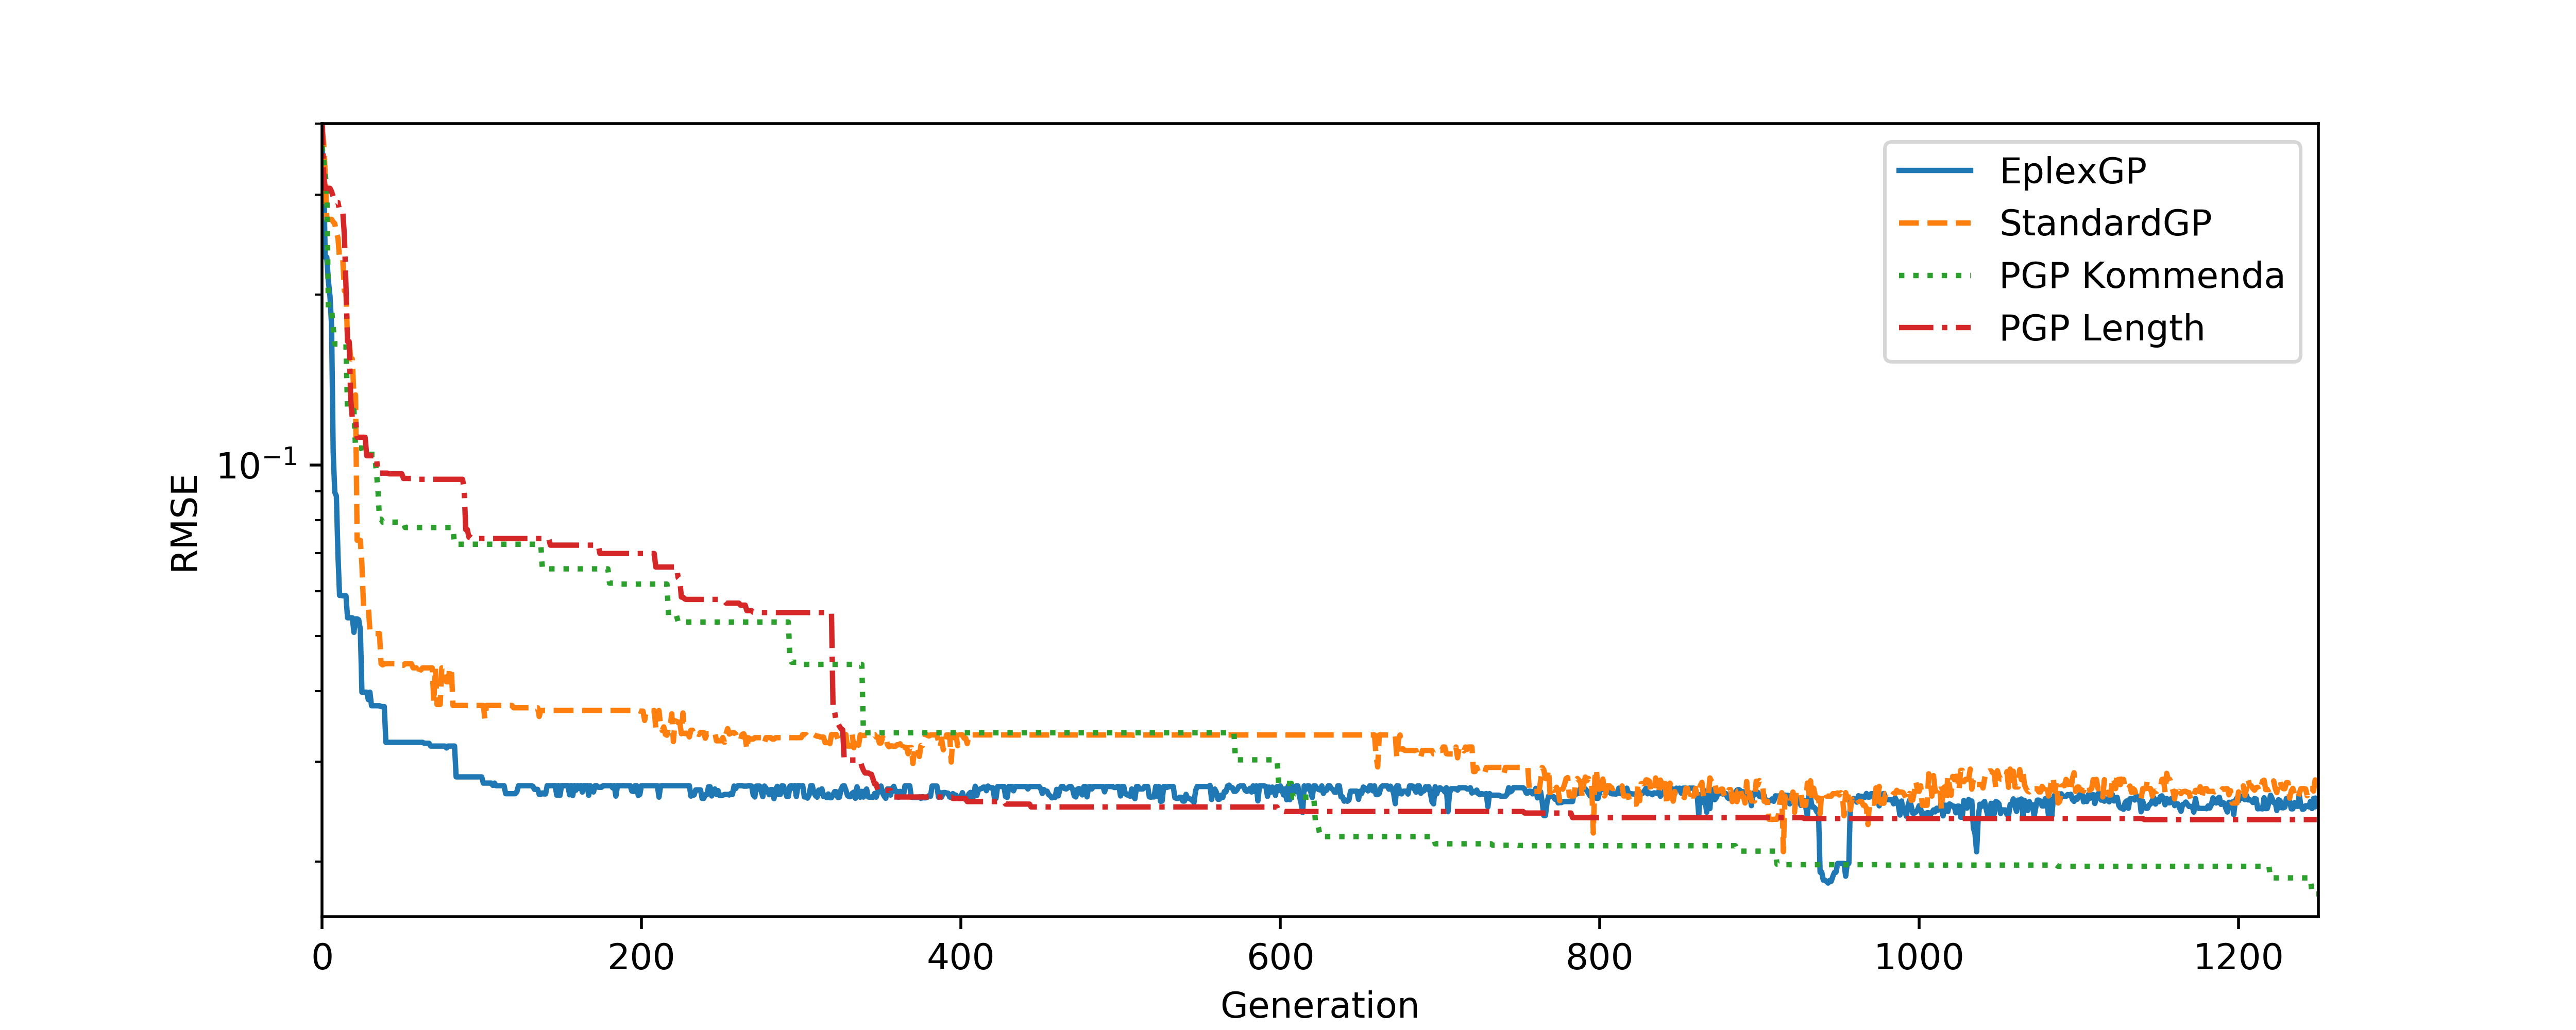 EplexGP
StandardGP
PGP Kommenda
PGP Length
10⁻¹
RMSE
0 200 400 600 800 1000 1200
Generation